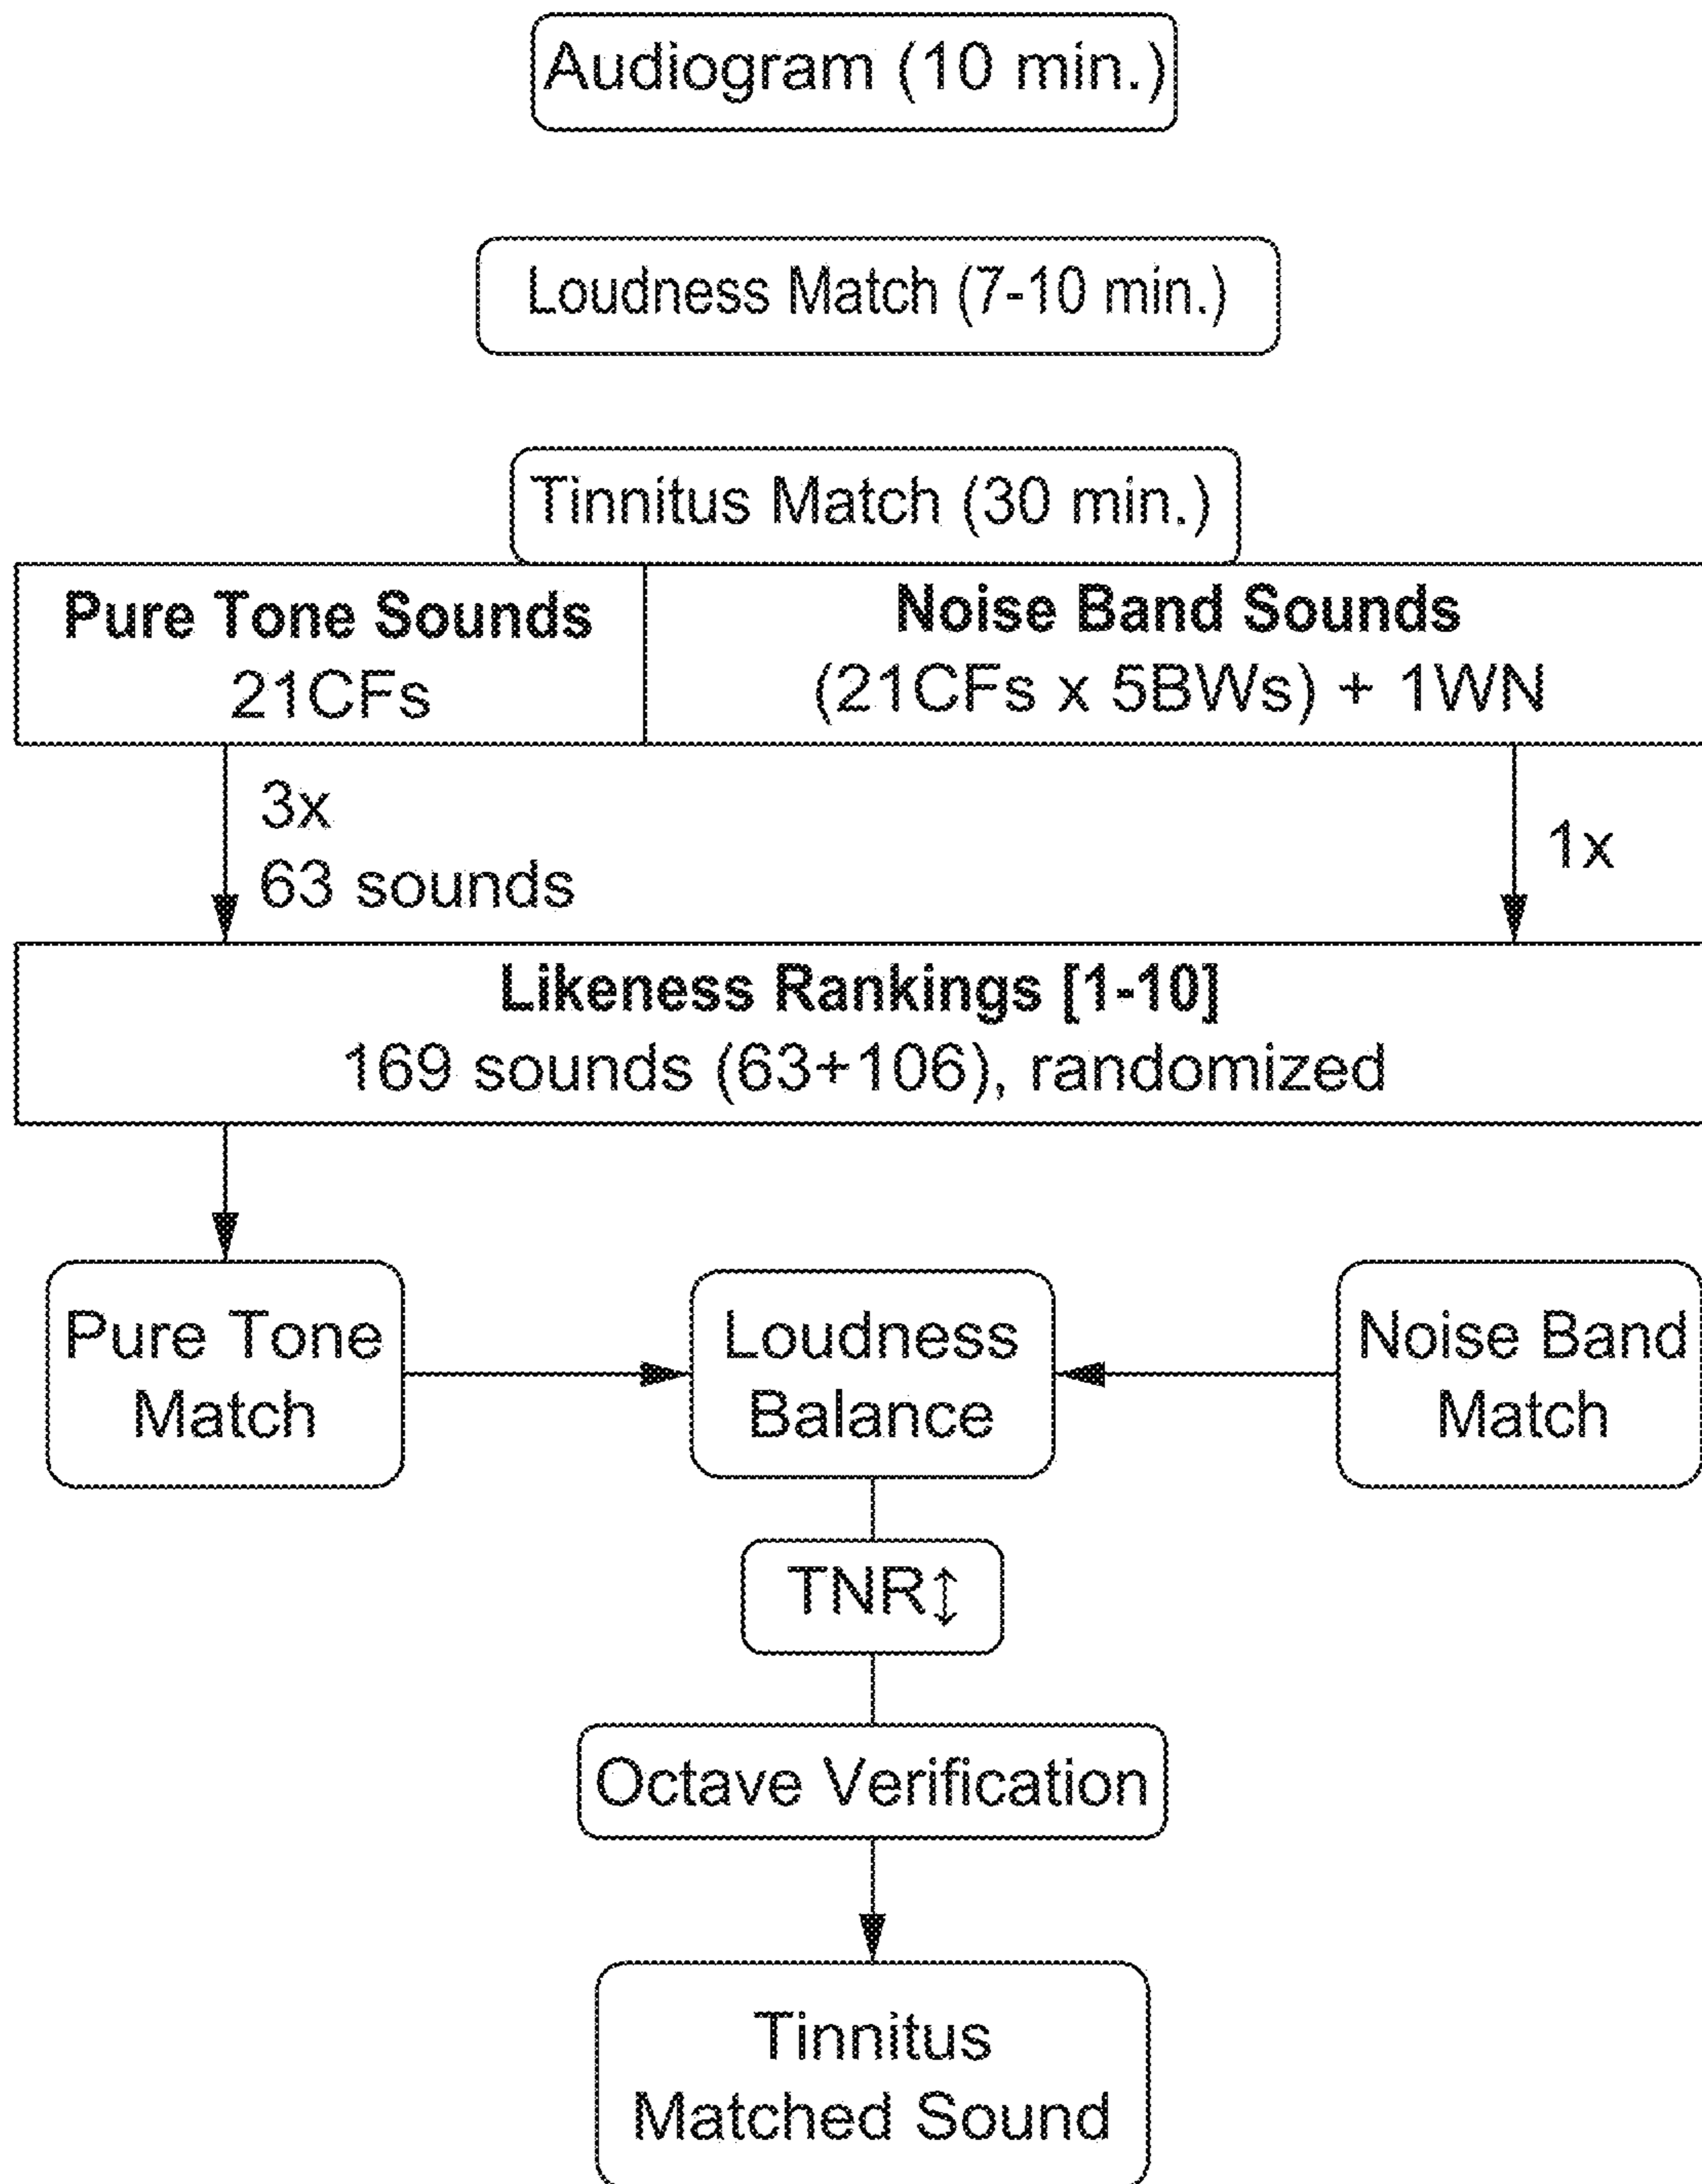 Audiogram (10 min.)
Loudness Match (7-10 min.)
Tinnitus Match (30 min.)
Pure Tone Sounds
21CFs
Noise Band Sounds
(21CFs x 5BWs) + 1WN
3x
63 sounds
1x
Likeness Rankings [1-10]
169 sounds (63+106), randomized
Pure Tone
Match
Loudness
Balance
Noise Band
Match
TNR↕
Octave Verification
Tinnitus
Matched Sound